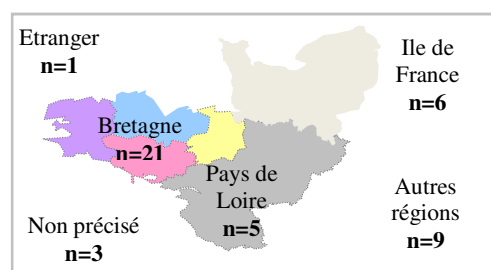 Etranger
n=1
Ile de
France
n=6
Bretagne
n=21
Pays de
Loire
n=5
Non précisé
n=3
Autres
régions
n=9